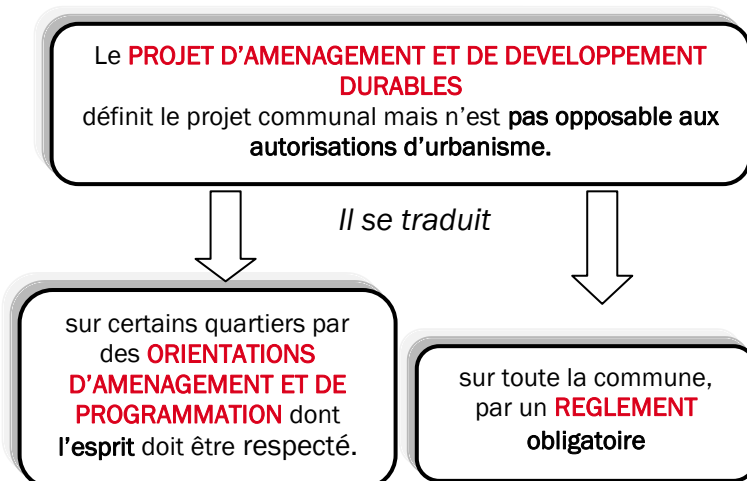 Le PROJET D'AMENAGEMENT ET DE DEVELOPPEMENT
DURABLES
définit le projet communal mais n'est pas opposable aux
autorisations d'urbanisme.
Il se traduit
sur certains quartiers par
des ORIENTATIONS
D'AMENAGEMENT ET DE
PROGRAMMATION dont
l'esprit doit être respecté.
sur toute la commune,
par un REGLEMENT
obligatoire